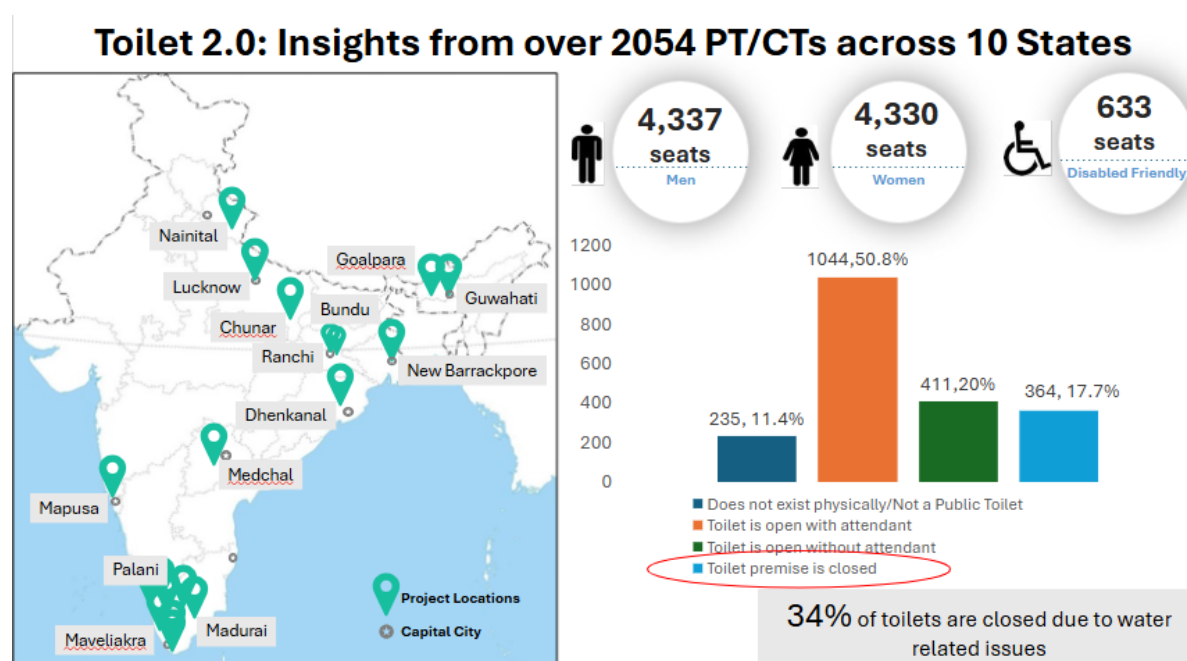 Toilet 2.0: Insights from over 2054 PT/CTs across 10 States
Nainital
Lucknow
Goalpara
Guwahati
Chunar
Bundu
Ranchi
New Barrackpore
Dhenkanal
Medchal
Mapusa
Palani
Madurai
Maveliakra
Project Locations
Capital City
4,337
seats
Men
4,330
seats
Women
633
seats
Disabled Friendly
1200
1000
800
600
400
200
0
235, 11.4%
1044,50.8%
411,20%
364, 17.7%
Does not exist physically/Not a Public Toilet
Toilet is open with attendant
Toilet is open without attendant
Toilet premise is closed
34% of toilets are closed due to water
related issues